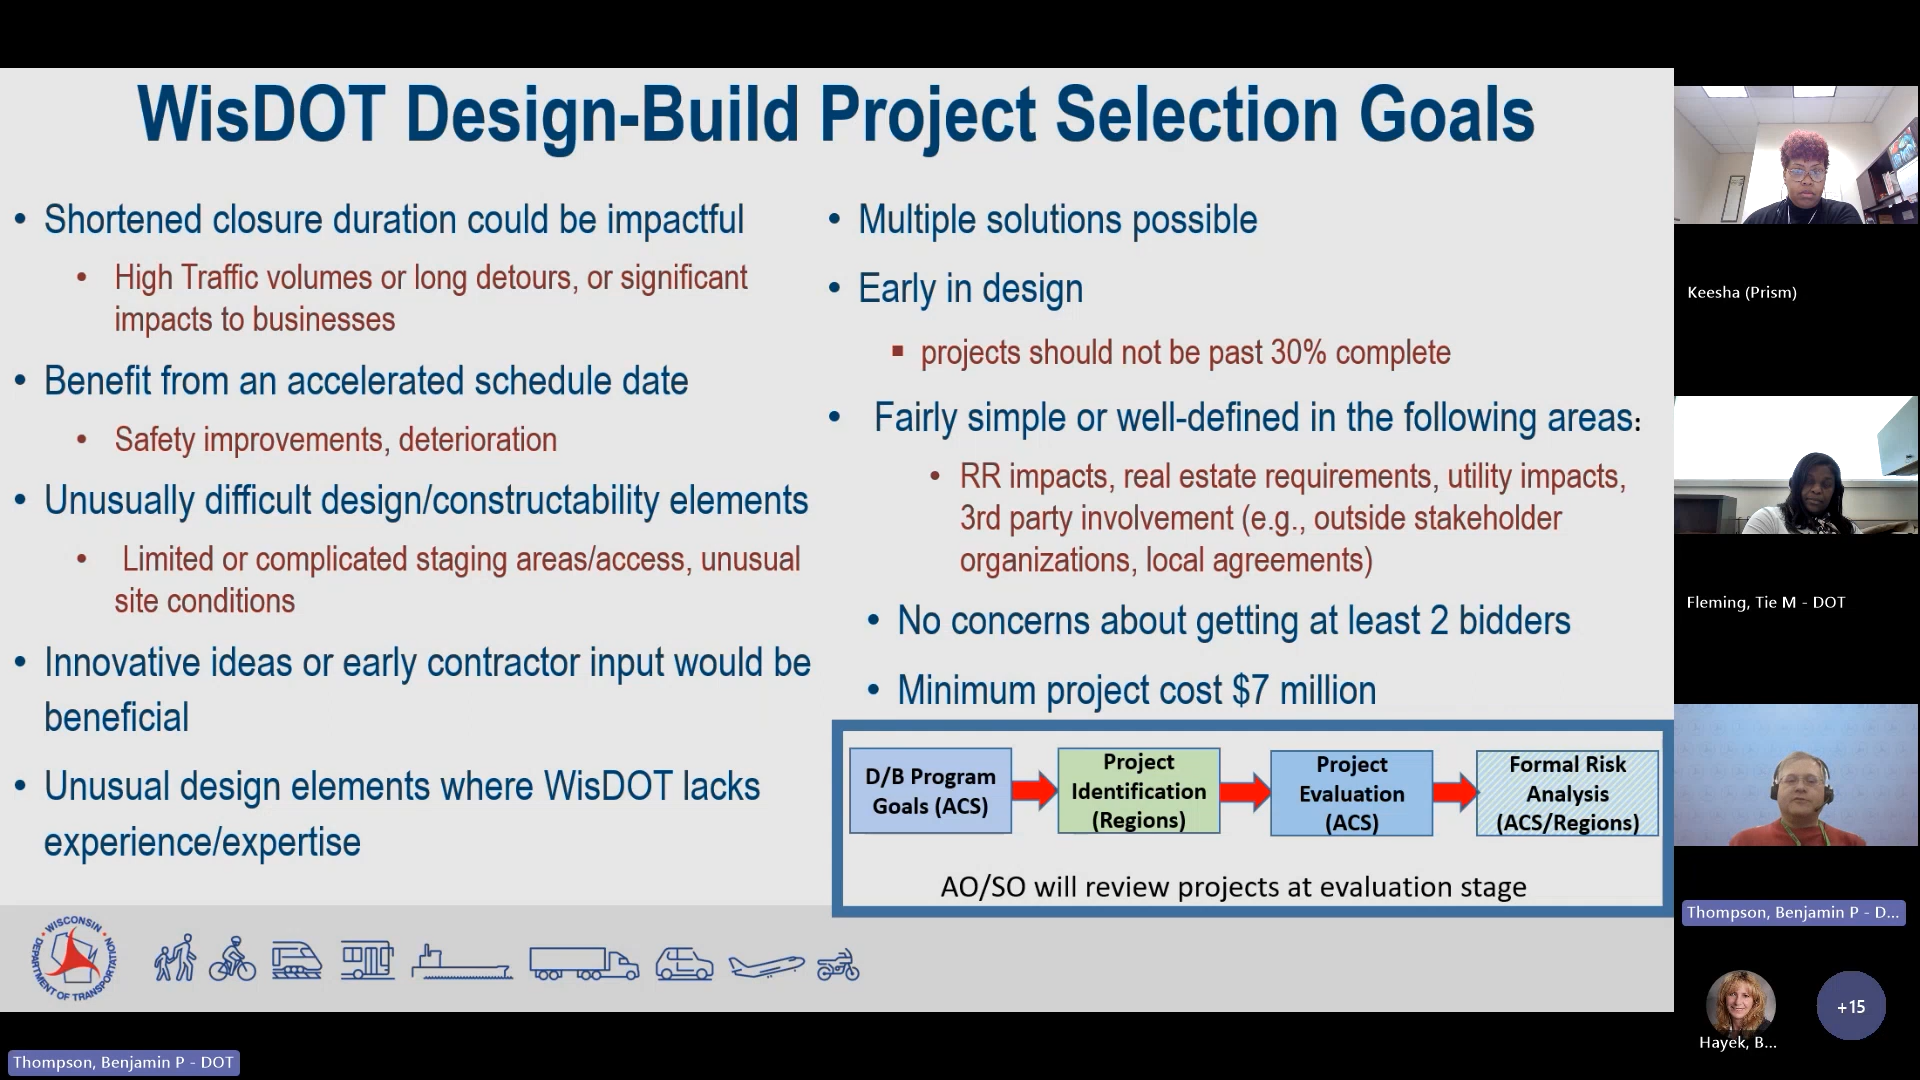 WisDOT Design-Build Project Selection Goals
• Shortened closure duration could be impactful
• High Traffic volumes or long detours, or significant
impacts to businesses
• Benefit from an accelerated schedule date
• Safety improvements, deterioration
• Unusually difficult design/constructability elements
• Limited or complicated staging areas/access, unusual
site conditions
• Innovative ideas or early contractor input would be
beneficial
• Unusual design elements where WisDOT lacks
experience/expertise
• Multiple solutions possible
• Early in design
▪ projects should not be past 30% complete
• Fairly simple or well-defined in the following areas:
• RR impacts, real estate requirements, utility impacts,
3rd party involvement (e.g., outside stakeholder
organizations, local agreements)
• No concerns about getting at least 2 bidders
• Minimum project cost $7 million
D/B Program
Goals (ACS)
Project
Identification
(Regions)
Project
Evaluation
(ACS)
Formal Risk
Analysis
(ACS/Regions)
AO/SO will review projects at evaluation stage
WISCONSIN
DEPARTMENT OF TRANSPORTATION
Keesha (Prism)
Fleming, Tie M - DOT
Thompson, Benjamin P - D...
Hayek, B...
+15
Thompson, Benjamin P - DOT